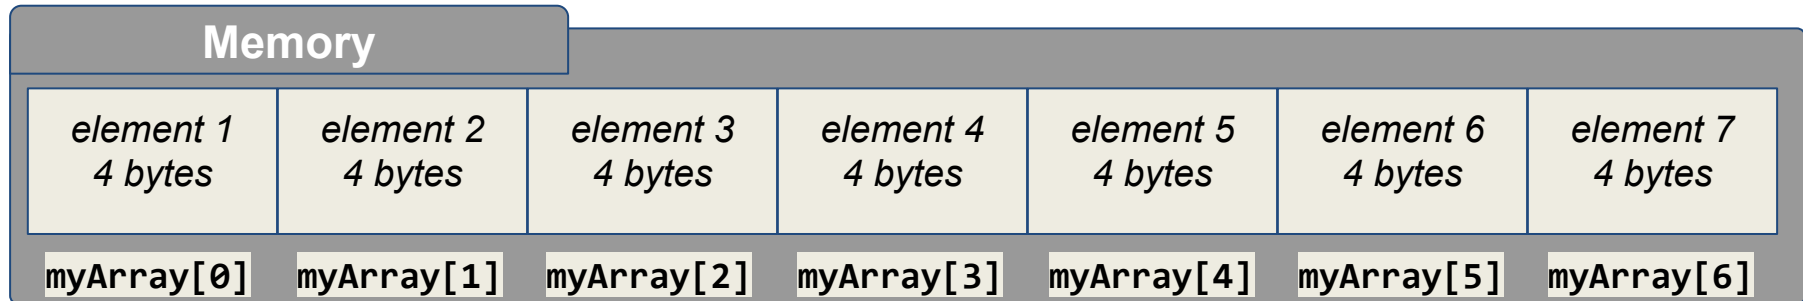 Memory
element 1 element 2 element 3 element 4 element 5 element 6 element 7
4 bytes 4 bytes 4 bytes 4 bytes 4 bytes 4 bytes 4 bytes
myArray[0] myArray[1] myArray[2] myArray[3] myArray[4] myArray[5] myArray[6]